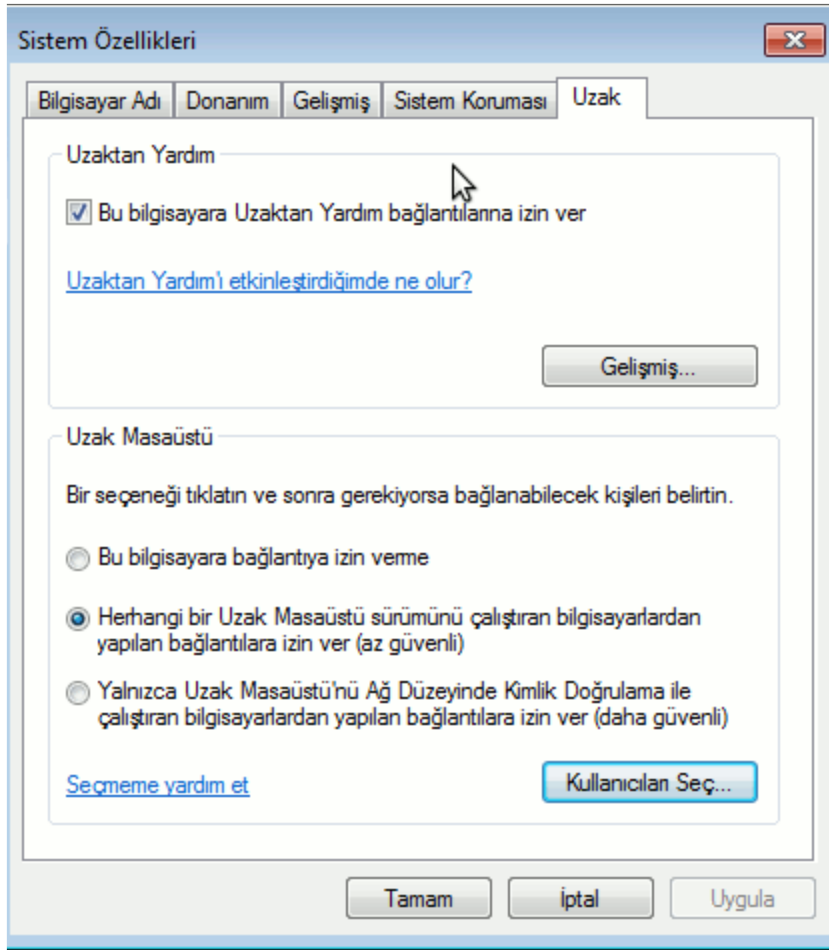 Sistem Özellikleri
Bilgisayar Adı Donanım Gelişmiş Sistem Koruması Uzak
Uzaktan Yardım
Bu bilgisayara Uzaktan Yardım bağlantılarına izin ver
Uzaktan Yardım'ı etkinleştirdiğimde ne olur?
Gelişmiş...
Uzak Masaüstü
Bir seçeneği tıklatın ve sonra gerekiyorsa bağlanabilecek kişileri belirtin.
Bu bilgisayara bağlantıya izin verme
Herhangi bir Uzak Masaüstü sürümünü çalıştıran bilgisayarlardan
yapılan bağlantılara izin ver (az güvenli)
Yalnızca Uzak Masaüstü'nü Ağ Düzeyinde Kimlik Doğrulama ile
çalıştıran bilgisayarlardan yapılan bağlantılara izin ver (daha güvenli)
Seçmeme yardım et
Kullanıcıları Seç...
Tamam İptal Uygula